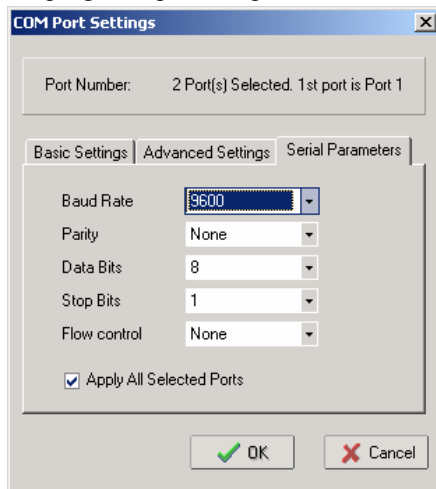 COM Port Settings
Port Number: 2 Port(s) Selected. 1st port is Port 1
Basic Settings Advanced Settings Serial Parameters
Baud Rate 9600
Parity None
Data Bits 8
Stop Bits 1
Flow control None
Apply All Selected Ports
OK Cancel